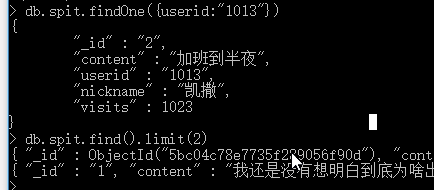 > db.spit.findOne({userid:"1013"})
{
"_id" : "2",
"content" : "加班到半夜",
"userid" : "1013",
"nickname" : "凯撒",
"visits" : 1023
}
> db.spit.find().limit(2)
{ "_id" : ObjectId("5bc04c78e7735f229056f90d"), "cont
{ "_id" : "1", "content" : "我还是没有想明白到底为啥出